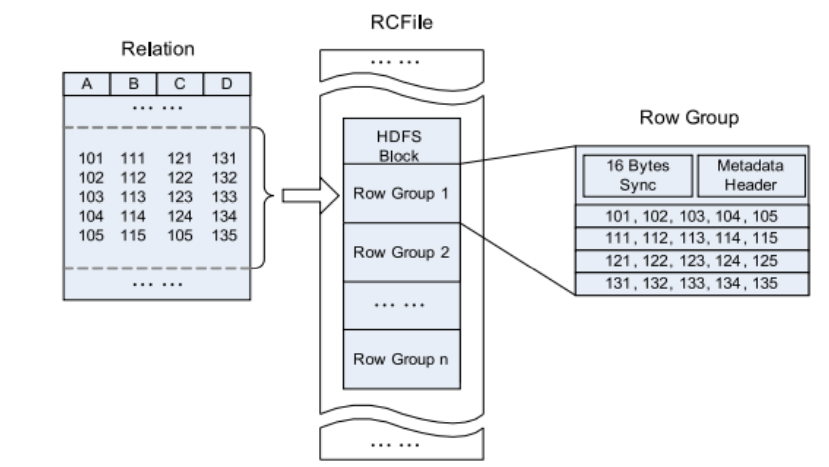 RCFile
Relation
A B C D
... ...
101 111 121 131
102 112 122 132
103 113 123 133
104 114 124 134
105 115 105 135
... ...
... ...
HDFS
Block
Row Group 1
Row Group 2
... ...
Row Group n
... ...
Row Group
16 Bytes
Sync
Metadata
Header
101, 102, 103, 104, 105
111, 112, 113, 114, 115
121, 122, 123, 124, 125
131, 132, 133, 134, 135